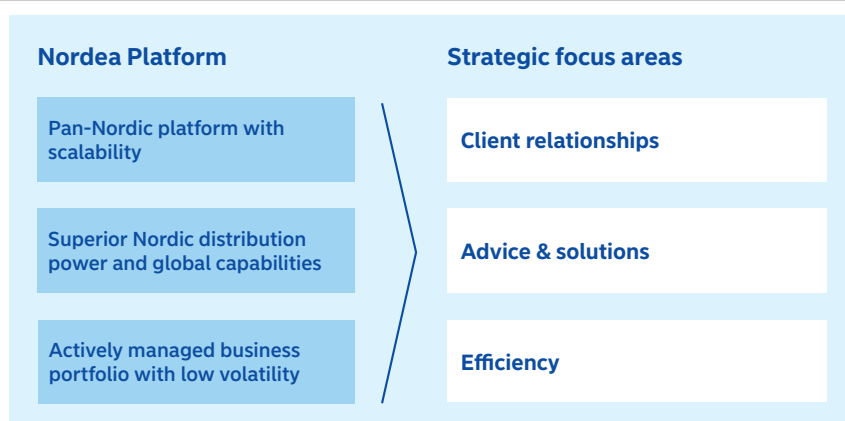 Nordea Platform
Strategic focus areas
Pan-Nordic platform with
scalability
Client relationships
Superior Nordic distribution
power and global capabilities
Advice & solutions
Actively managed business
portfolio with low volatility
Efficiency